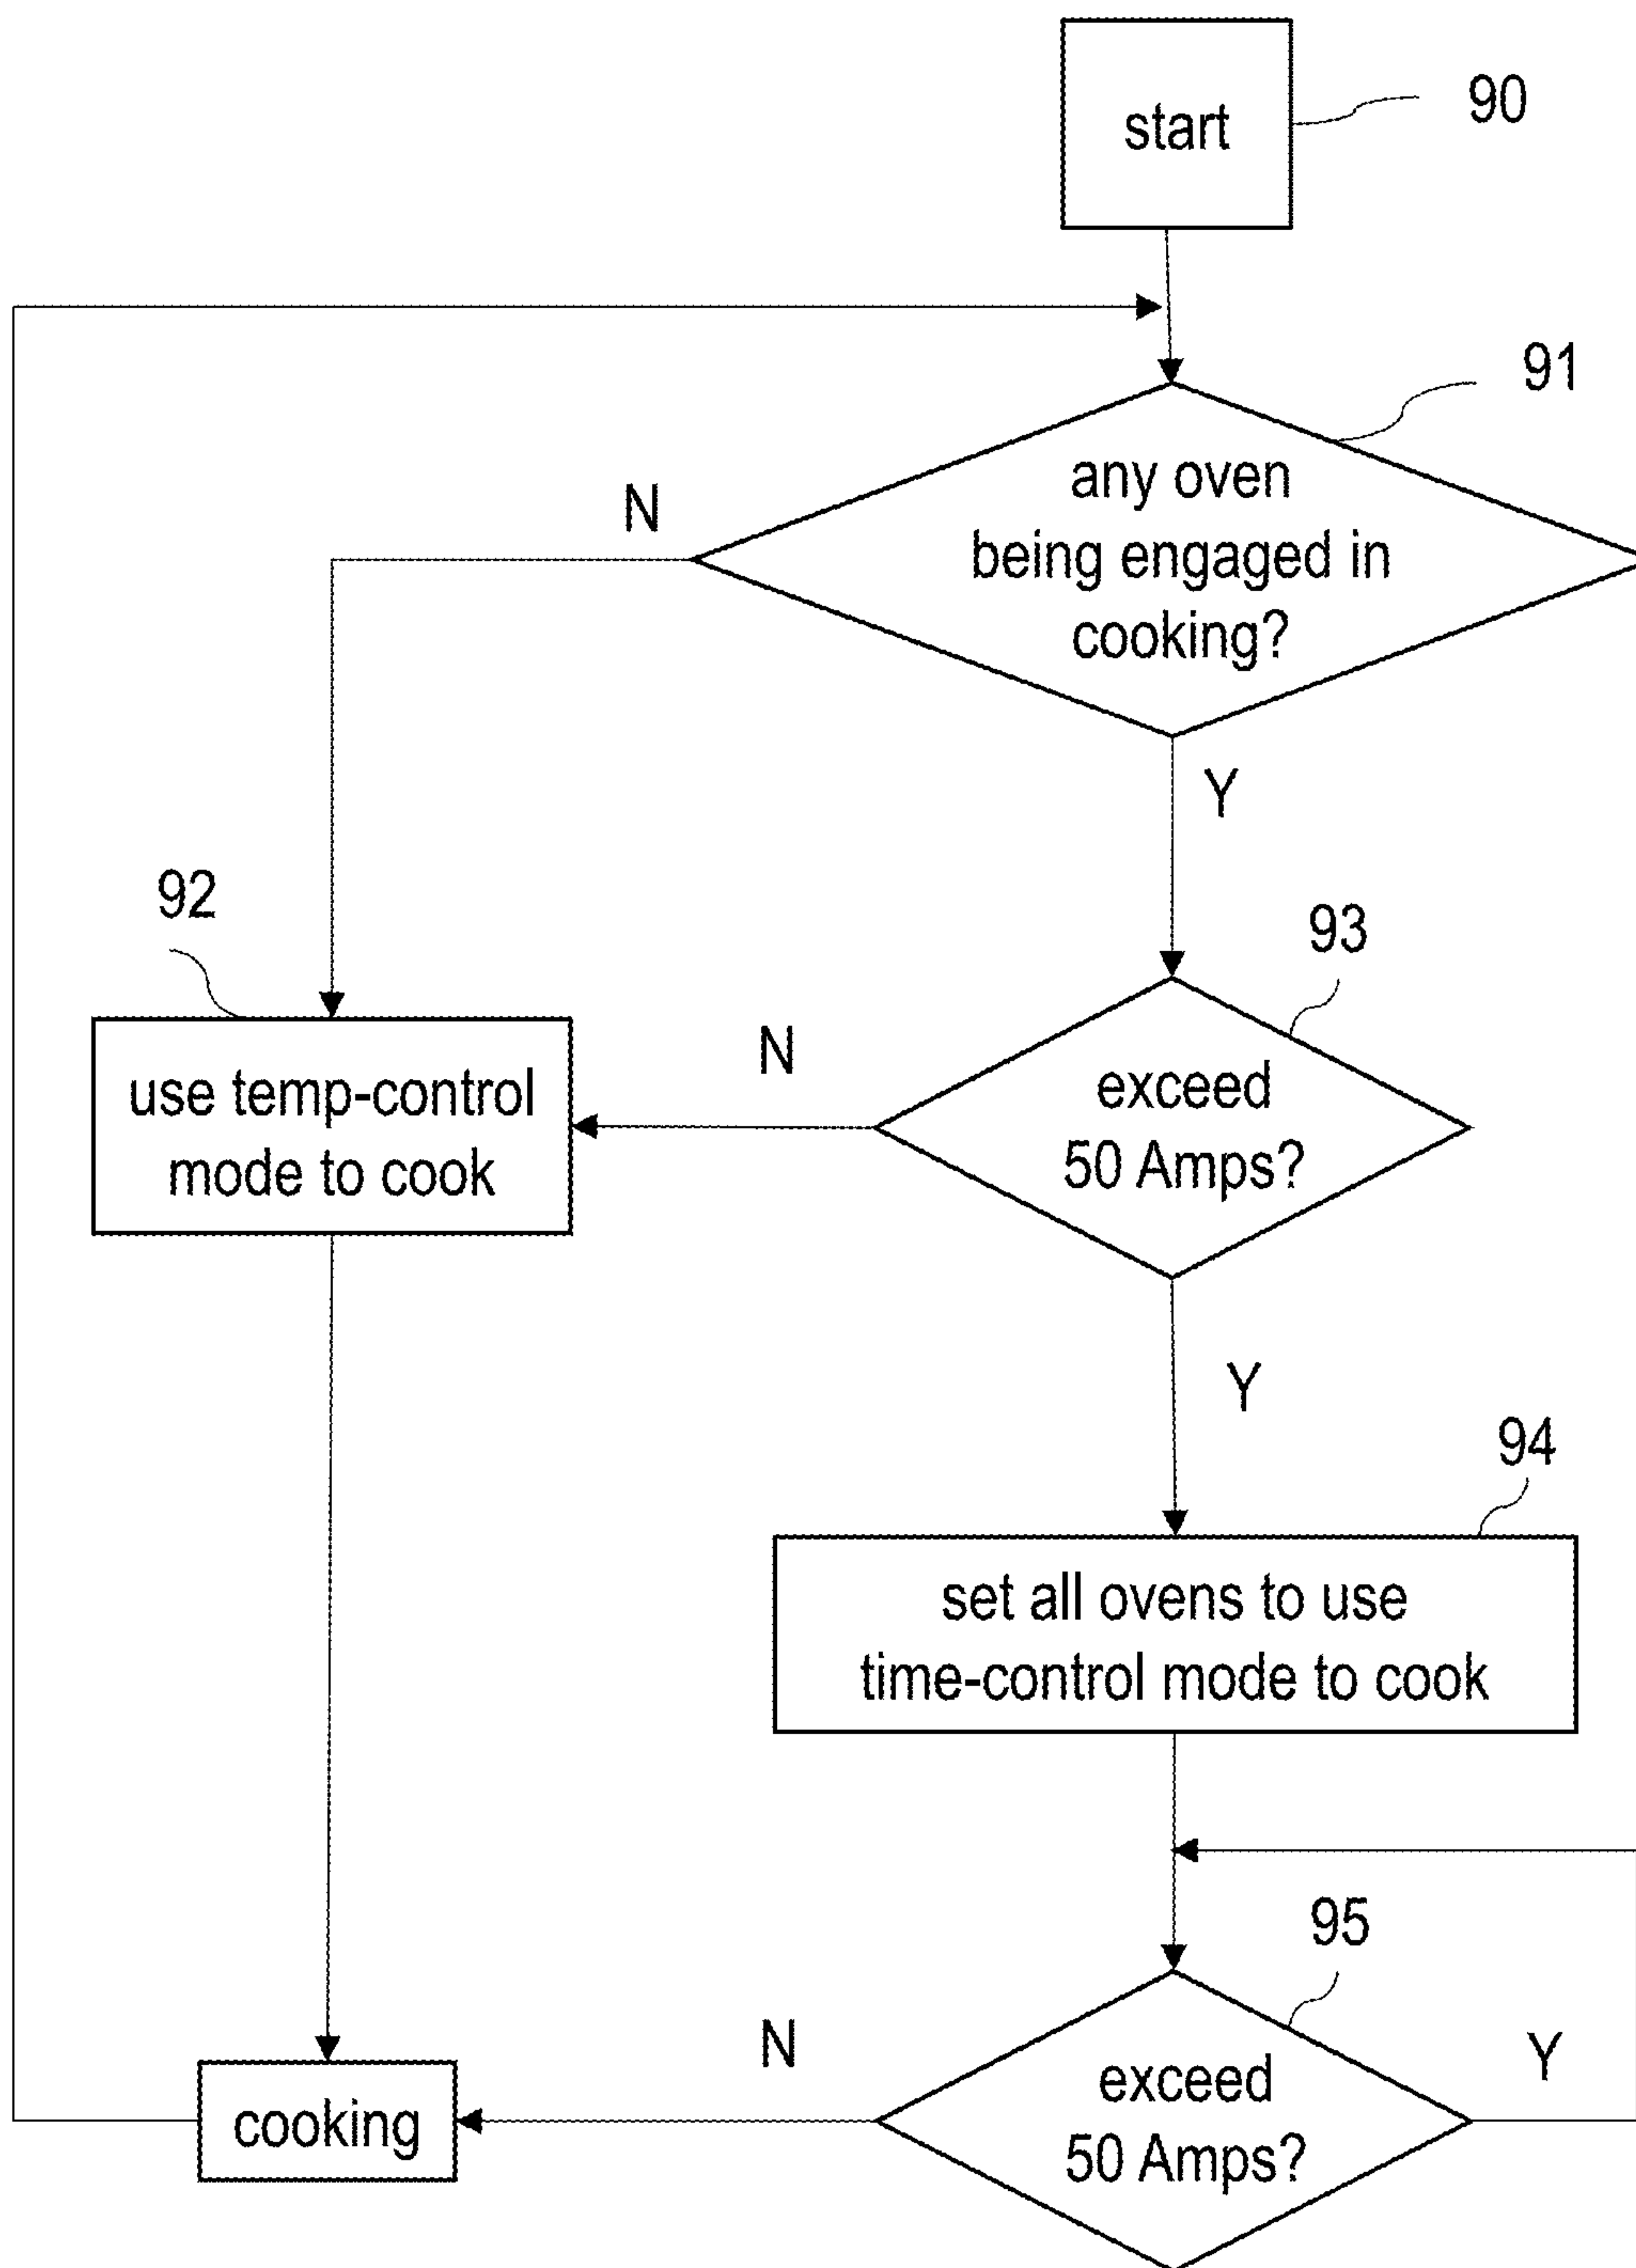 start
90
91
any oven
being engaged in
cooking?
N
Y
92
93
use temp-control
mode to cook
N
exceed
50 Amps?
Y
94
set all ovens to use
time-control mode to cook
95
N
exceed
50 Amps?
Y
cooking